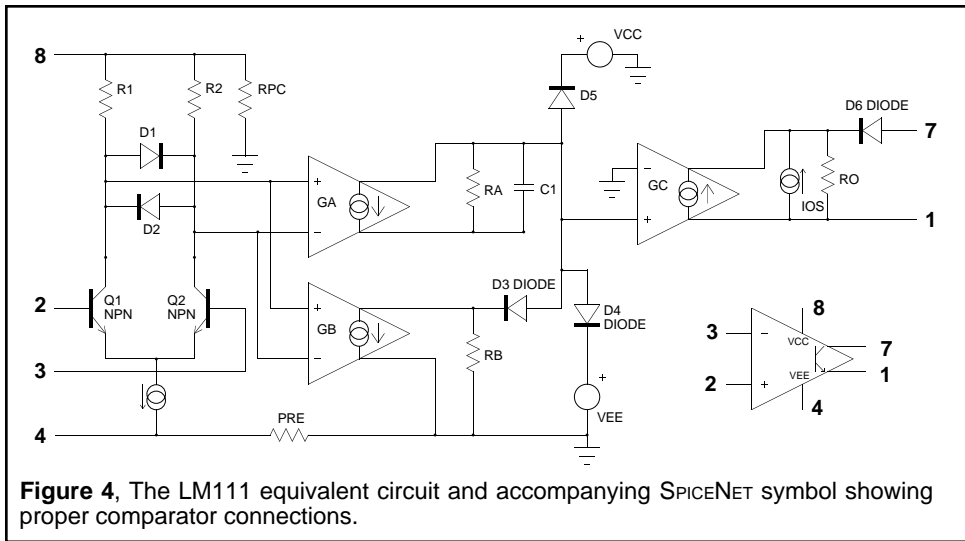 8
R1
R2
RPC
D1
D2
Q1
NPN
Q2
NPN
2
3
4
PRE
GA
+
−
RA
C1
GB
+
−
RB
D3 DIODE
D5
+
VCC
D4
DIODE
+
VEE
GC
−
+
IOS
RO
D6 DIODE
7
1
3
2
−
+
8
VCC
VEE
7
1
4
Figure 4, The LM111 equivalent circuit and accompanying SPICENET symbol showing
proper comparator connections.